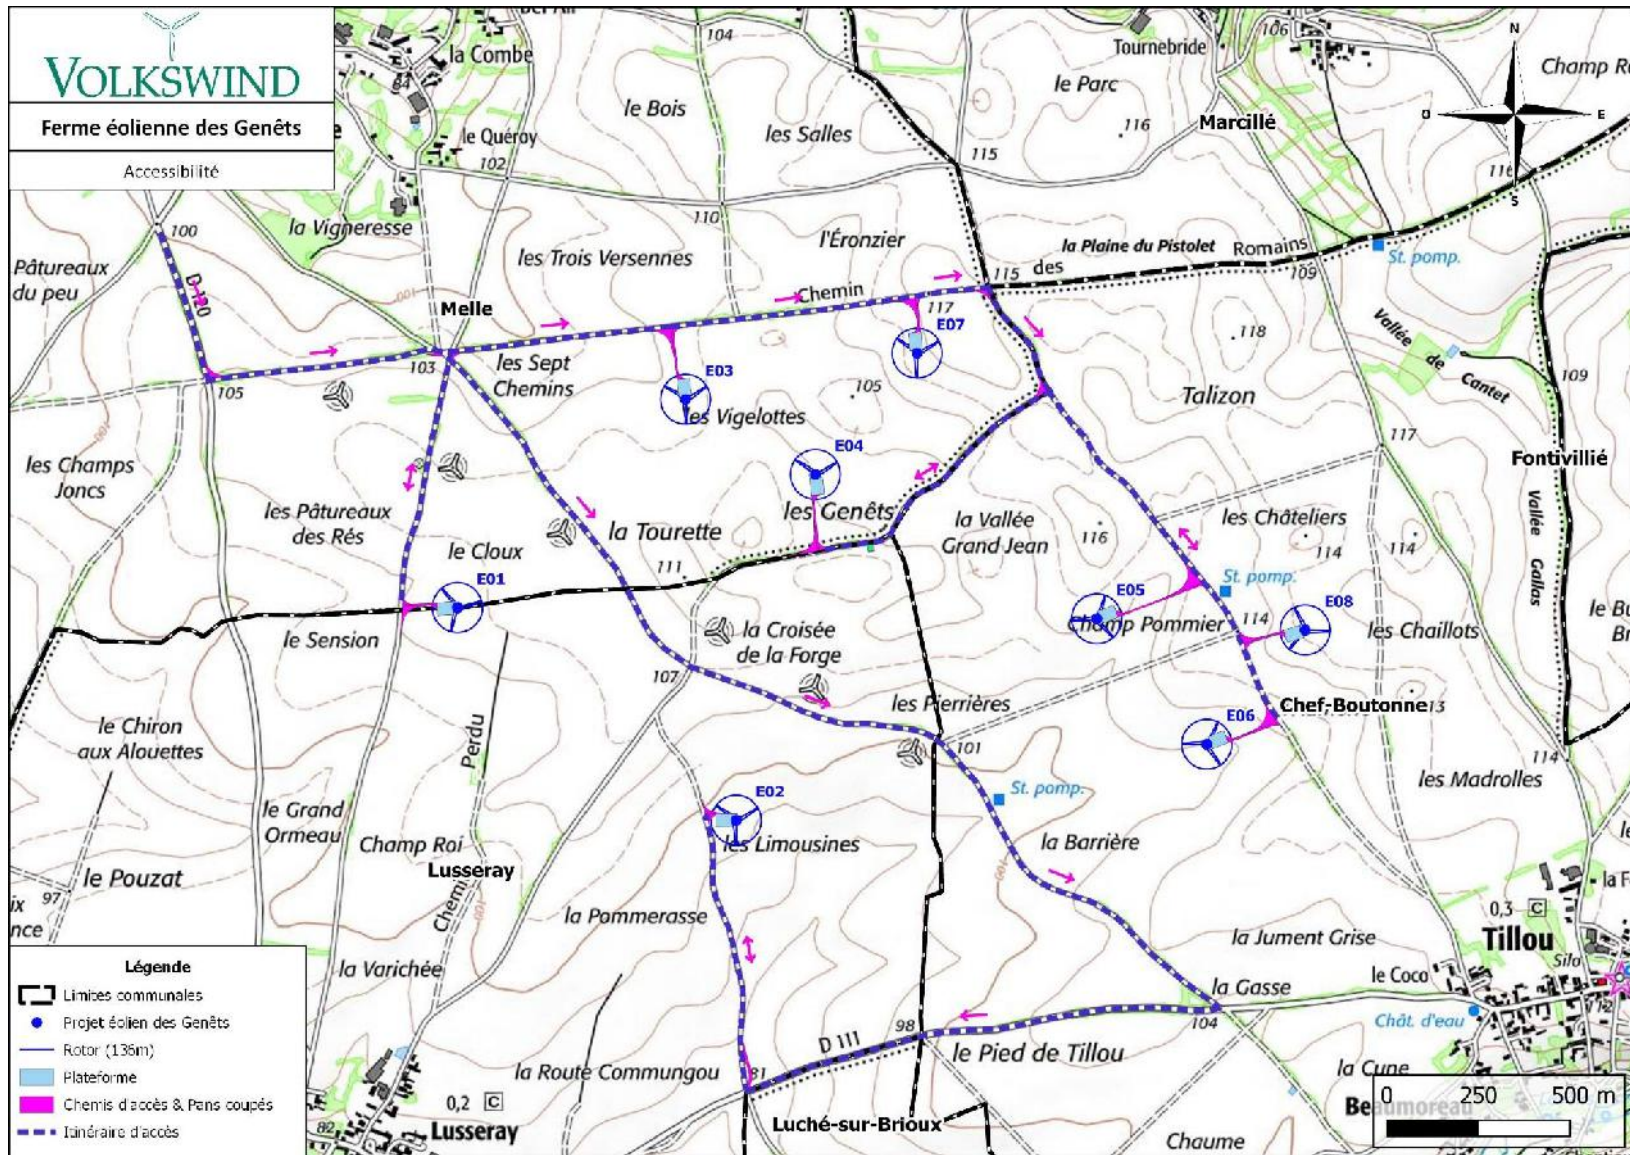 VOLKSWIND
Ferme éolienne des Genêts
Accessibilité
la Combe
84
le Quéroy
102
104
le Bois
les Salles
115
Tournebride
le Parc
116
106
Marcillé
Champ
N
O
E
S
116
100
la Vigneresse
110
l'Éronzier
la Plaine du Pistolet
Romains
des
115
109
St. pomp.
Pâtureaux
du peu
les Trois Versennes
Chemin
117
Melle
E07
118
Vallée
de
Cantet
109
103
les Sept
Chemins
E03
105
105
Talizon
les Vigelottes
100
117
les Champs
Joncs
E04
Fontivillié
les Pâtureaux
des Rés
la Tourette
les Genêts
la Vallée
Grand Jean
116
les Châteliers
114
114
Vallée
Gallas
le Cloux
111
St. pomp.
E01
E05
E08
le Sension
la Croisée
de la Forge
Champ Pommier
114
les Chaillots
107
le Chiron
aux Alouettes
Perdu
les Pierrières
Chef-Boutonne
13
E06
101
114
les Madrolles
St. pomp.
le Grand
Ormeau
E02
les Limousines
la Barrière
Champ Roi
Lusseray
le Pouzat
97
Chemin
100
100
la Pommerasse
0,3 C
Tillou
la Jument Grise
Silo
la Varichée
le Coco
la Gasse
112
Chât. d'eau
104
98
D 111
le Pied de Tillou
la Route Commungou
81
la Cune
0,2 C
Lusseray
82
Luché-sur-Brioux
Chaume
Légende
Limites communales
Projet éolien des Genêts
Rotor (136m)
Plateforme
Chemis d'accès & Pans coupés
Itinéraire d'accès
0 250 500 m